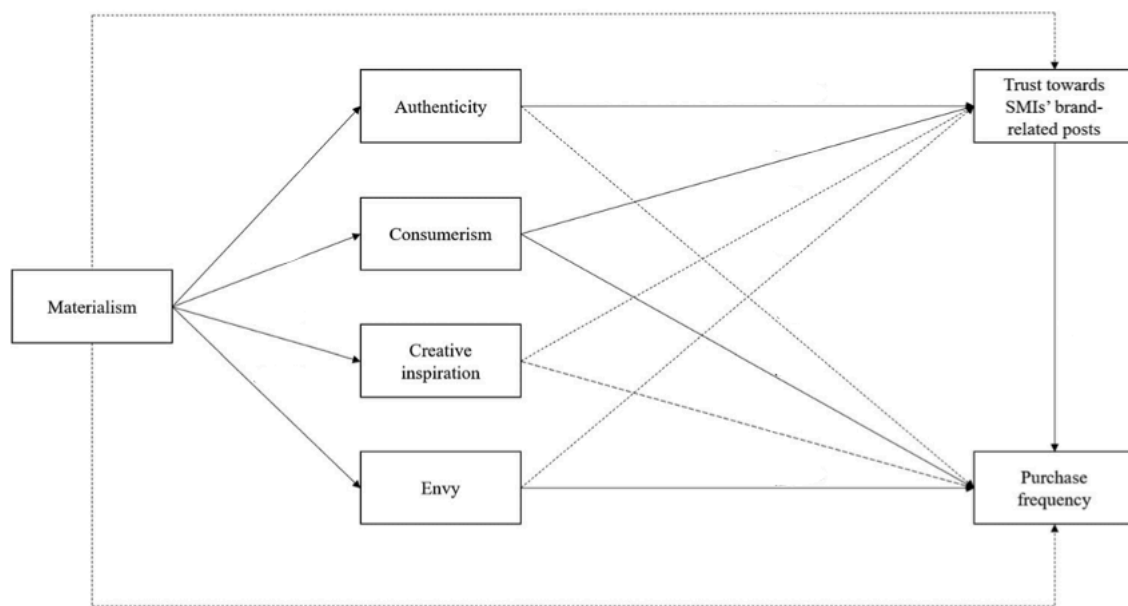 Authenticity
Trust towards
SMIs' brand-
related posts
Consumerism
Materialism
Creative
inspiration
Envy
Purchase
frequency